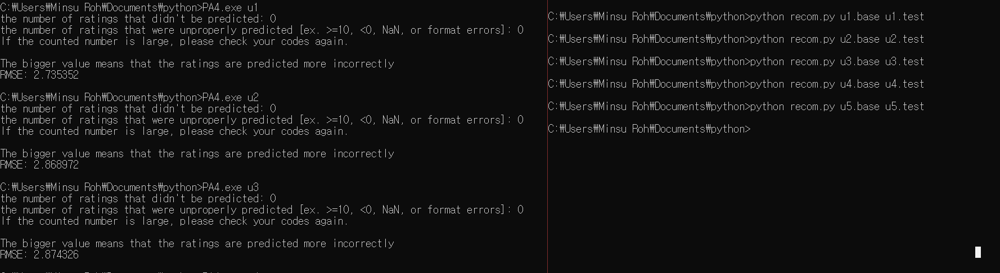 C:₩Users₩Minsu Roh₩Documents₩python>PA4.exe u1
the number of ratings that didn't be predicted: 0
the number of ratings that were unproperly predicted [ex. >=10, <0, NaN, or format errors]: 0
If the counted number is large, please check your codes again.
The bigger value means that the ratings are predicted more incorrectly
RMSE: 2.735352
C:₩Users₩Minsu Roh₩Documents₩python>PA4.exe u2
the number of ratings that didn't be predicted: 0
the number of ratings that were unproperly predicted [ex. >=10, <0, NaN, or format errors]: 0
If the counted number is large, please check your codes again.
The bigger value means that the ratings are predicted more incorrectly
RMSE: 2.868972
C:₩Users₩Minsu Roh₩Documents₩python>PA4.exe u3
the number of ratings that didn't be predicted: 0
the number of ratings that were unproperly predicted [ex. >=10, <0, NaN, or format errors]: 0
If the counted number is large, please check your codes again.
The bigger value means that the ratings are predicted more incorrectly
RMSE: 2.874326
C:₩Users₩Minsu Roh₩Documents₩python>python recom.py u1.base u1.test
C:₩Users₩Minsu Roh₩Documents₩python>python recom.py u2.base u2.test
C:₩Users₩Minsu Roh₩Documents₩python>python recom.py u3.base u3.test
C:₩Users₩Minsu Roh₩Documents₩python>python recom.py u4.base u4.test
C:₩Users₩Minsu Roh₩Documents₩python>python recom.py u5.base u5.test
C:₩Users₩Minsu Roh₩Documents₩python>